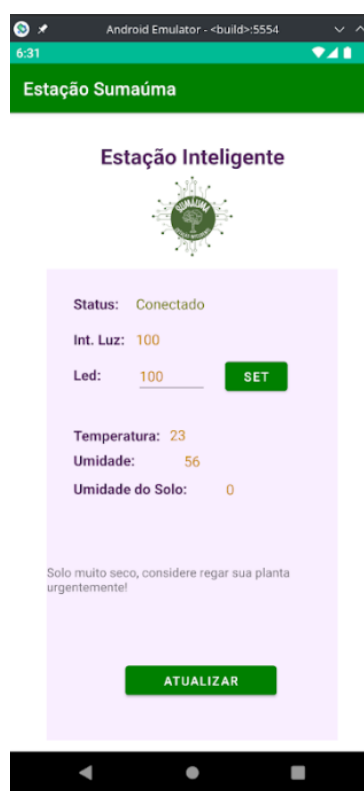 Android Emulator - <build>:5554
6:31
Estação Sumaúma
Estação Inteligente
SUMAÚMA
Status: Conectado
Int. Luz: 100
Led: 100 SET
Temperatura: 23
Umidade: 56
Umidade do Solo: 0
Solo muito seco, considere regar sua planta
urgentemente!
ATUALIZAR